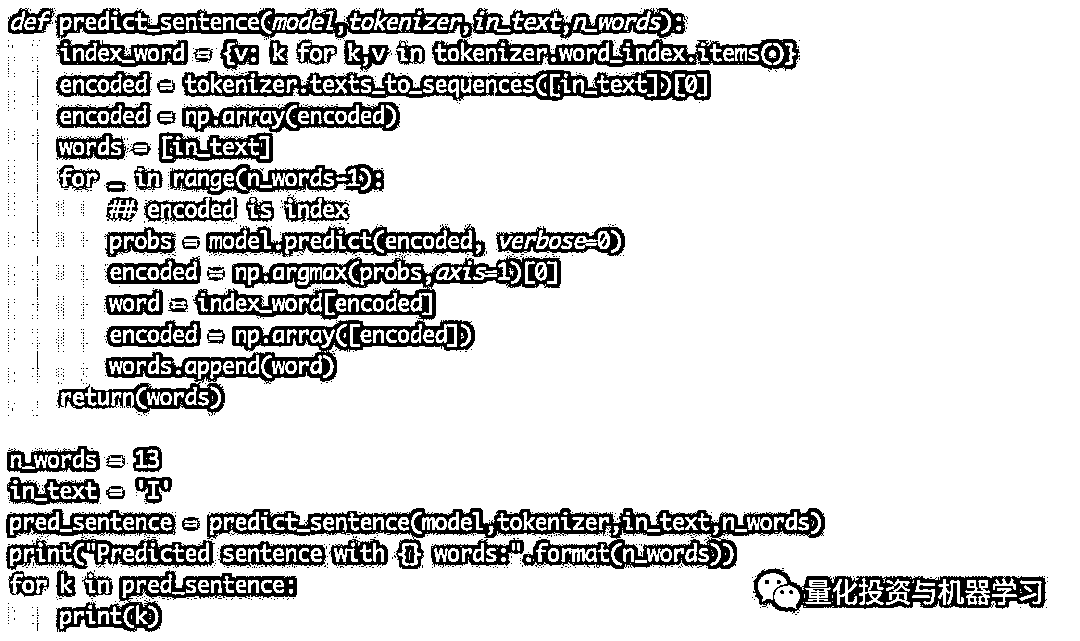 def predict_sentence(model,tokenizer,in_text,n_words):
    index_word = {v: k for k,v in tokenizer.word_index.items()}
    encoded = tokenizer.texts_to_sequences([in_text])[0]
    encoded = np.array(encoded)
    words = [in_text]
    for _ in range(n_words-1):
        ## encoded is index
        probs = model.predict(encoded, verbose=0)
        encoded = np.argmax(probs,axis=1)[0]
        word = index_word[encoded]
        encoded = np.array([encoded])
        words.append(word)
    return(words)
n_words = 13
in_text = 'I'
pred_sentence = predict_sentence(model,tokenizer,in_text,n_words)
print("Predicted sentence with {} words:".format(n_words))
for k in pred_sentence:
    print(k)
量化投资与机器学习